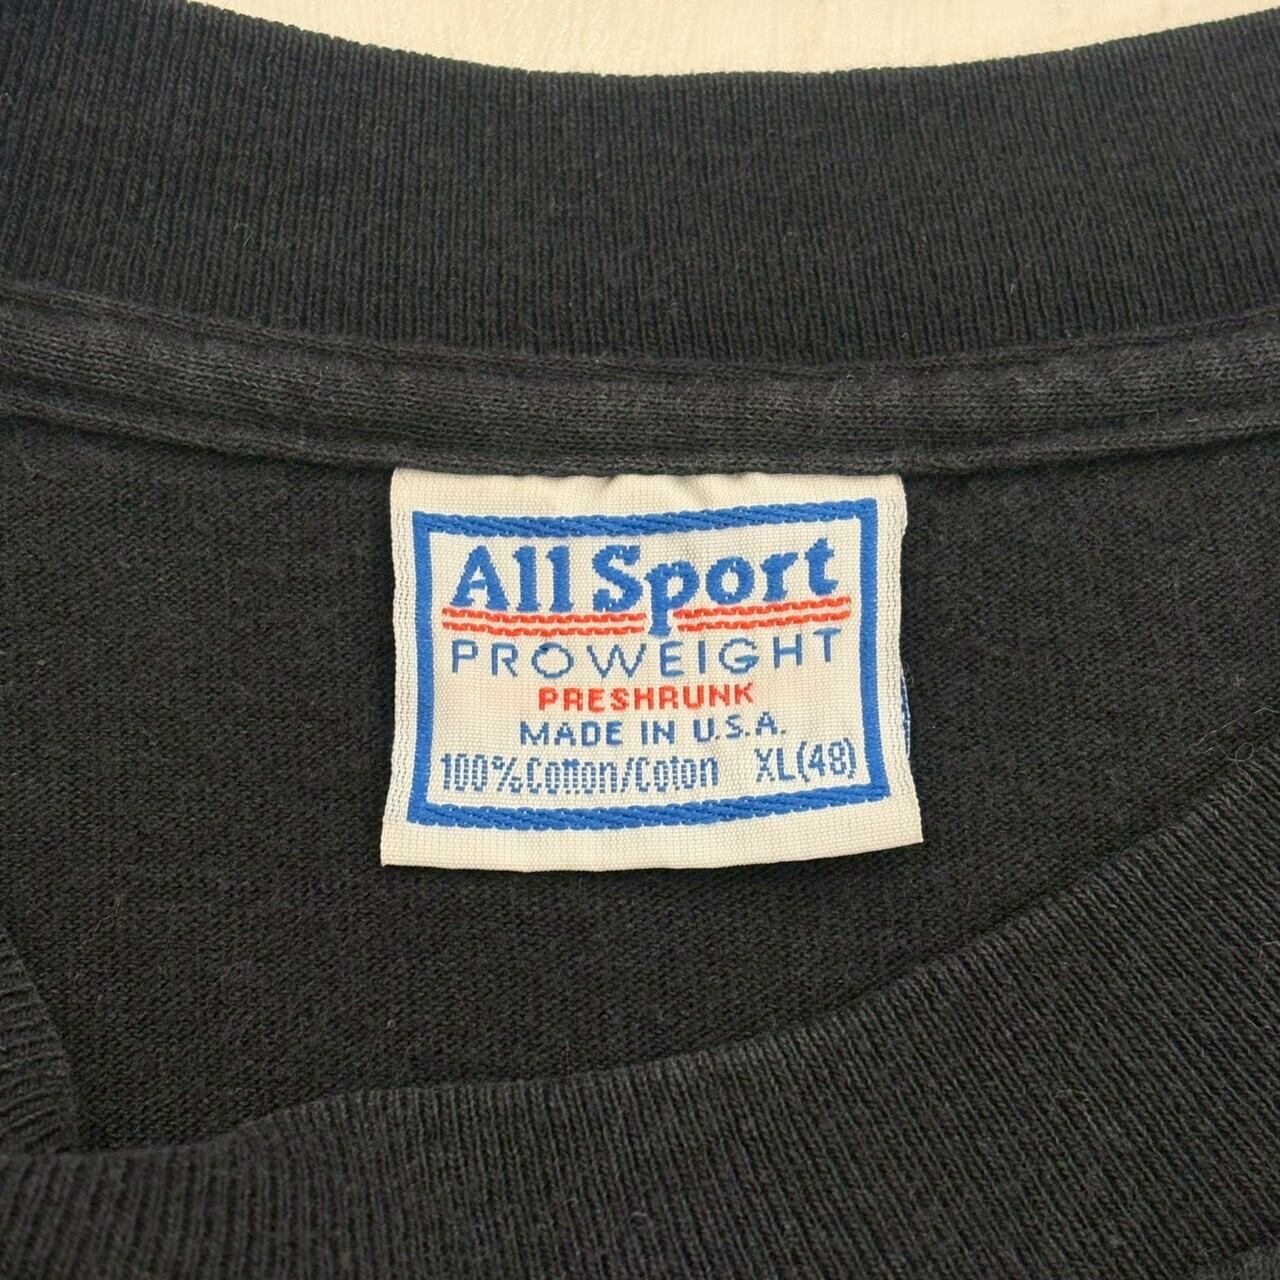 All Sport
PROWEIGHT
PRESHRUNK
MADE IN U.S.A.
100%Cotton/Coton XL(48)